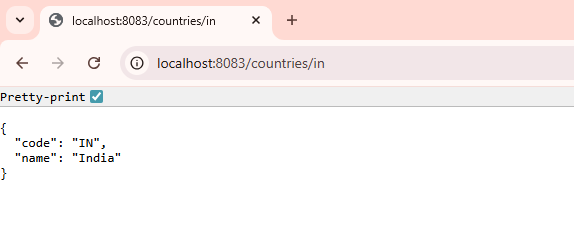 localhost:8083/countries/in
localhost:8083/countries/in
Pretty-print
{
  "code": "IN",
  "name": "India"
}